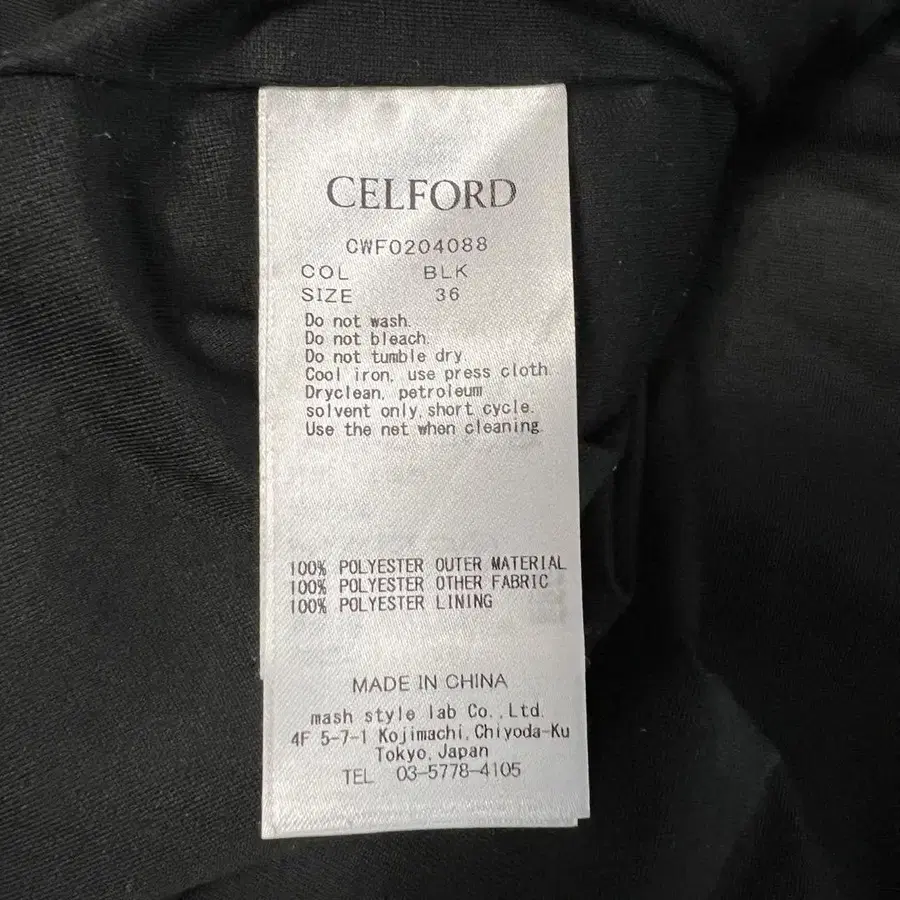 CELFORD
CWFO204088
COL BLK
SIZE 36
Do not wash.
Do not bleach.
Do not tumble dry.
Cool iron, use press cloth.
Dryclean, petroleum
solvent only, short cycle.
Use the net when cleaning.
100% POLYESTER OUTER MATERIAL
100% POLYESTER OTHER FABRIC
100% POLYESTER LINING
MADE IN CHINA
mash style lab Co.,Ltd.
4F 5-7-1 Kojimachi, Chiyoda-Ku
Tokyo, Japan
TEL 03-5778-4105